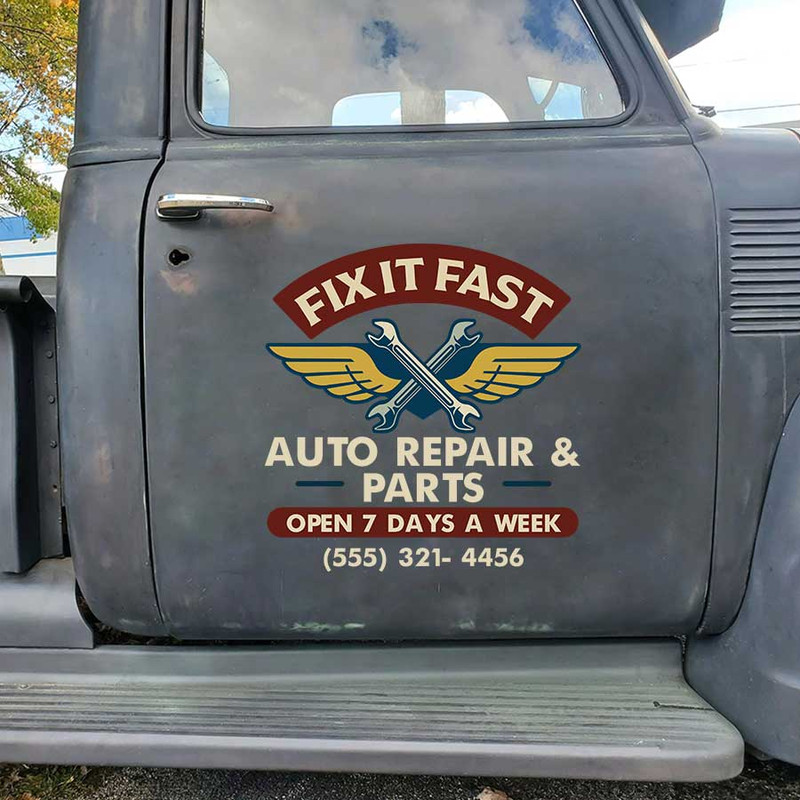 FIX IT FAST
AUTO REPAIR &
PARTS
OPEN 7 DAYS A WEEK
(555) 321- 4456